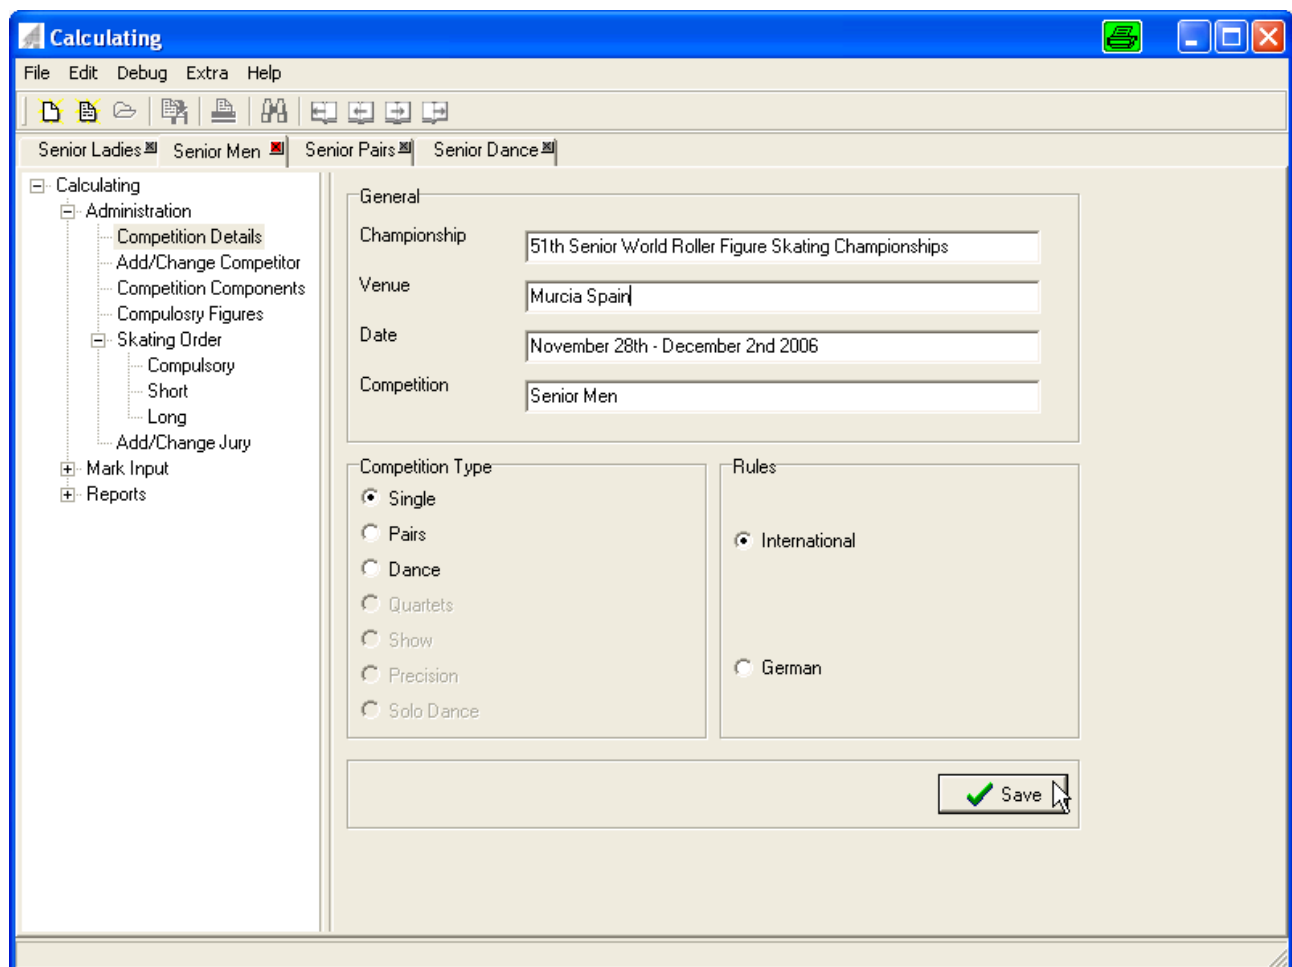 Calculating
File Edit Debug Extra Help
Senior Ladies Senior Men Senior Pairs Senior Dance
Calculating
Administration
Competition Details
Add/Change Competitor
Competition Components
Compulosry Figures
Skating Order
Compulsory
Short
Long
Add/Change Jury
Mark Input
Reports
General
Championship 51th Senior World Roller Figure Skating Championships
Venue Murcia Spain
Date November 28th - December 2nd 2006
Competition Senior Men
Competition Type
Single
Pairs
Dance
Quartets
Show
Precision
Solo Dance
Rules
International
German
Save